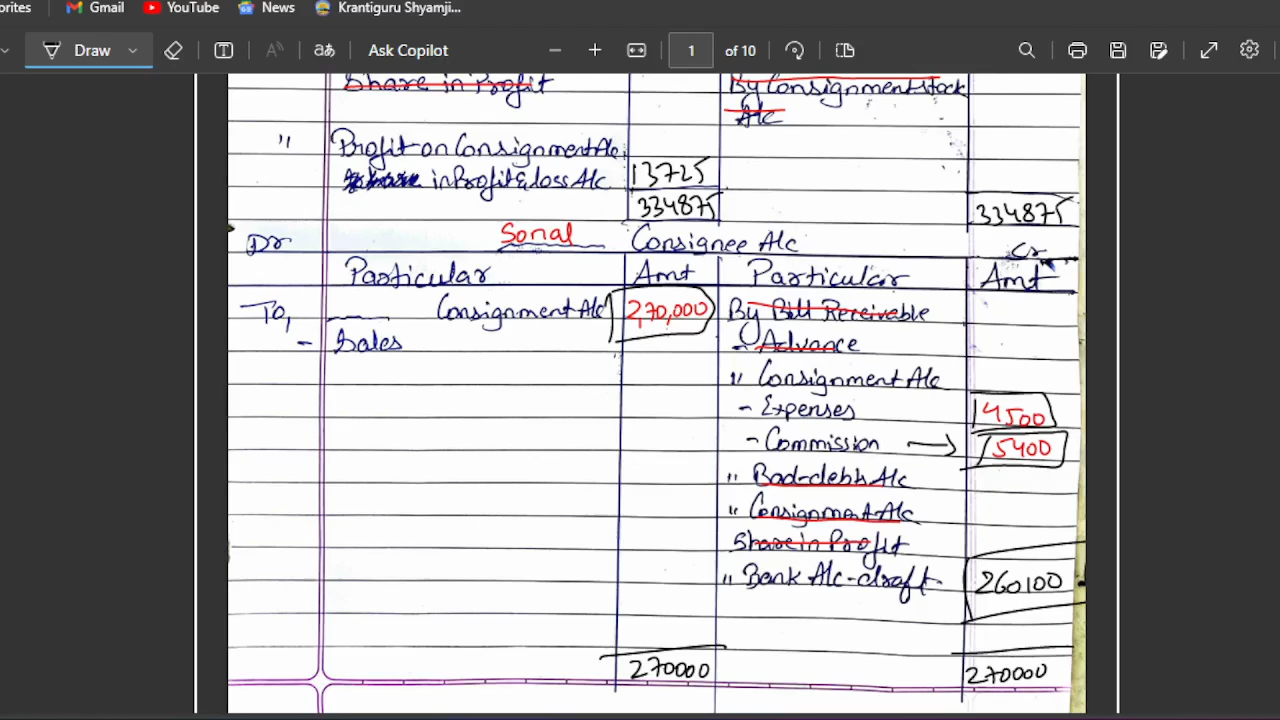 orites Gmail YouTube News Krantiguru Shyamji...
Draw Ask Copilot 1 of 10
Share in Profit By Consignment stock
A/c
" Profit on Consignment A/c
in Profit & loss A/c 13725
334875 334875
Dr Sonal Consignee A/c Cr
Particular Amt Particular Amt
To, Consignment A/c 2,70,000 By Bill Receivable
- Sales - Advance
" Consignment A/c
- Expenses 4500
- Commission → 5400
" Bad-debts A/c
" Consignment A/c
Share in Profit
" Bank A/c - draft 260100
270000 270000